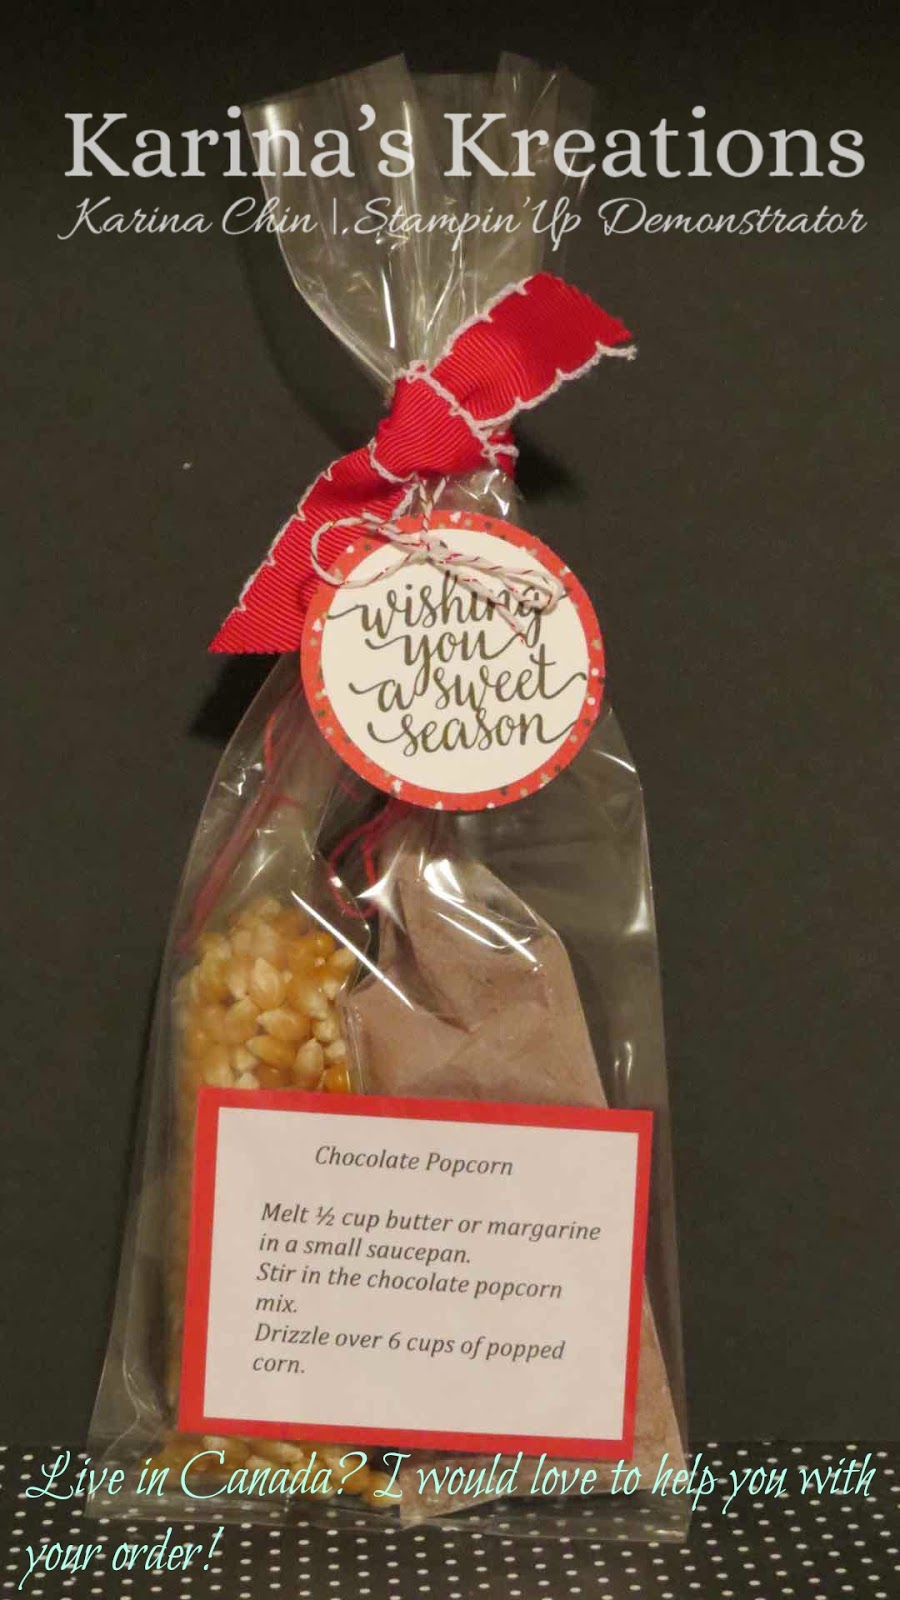 Karina's Kreations
Karina Chin | Stampin'Up Demonstrator
wishing
you
a sweet
season
Chocolate Popcorn
Melt ½ cup butter or margarine
in a small saucepan.
Stir in the chocolate popcorn
mix.
Drizzle over 6 cups of popped
corn.
Live in Canada? I would love to help you with
your order!